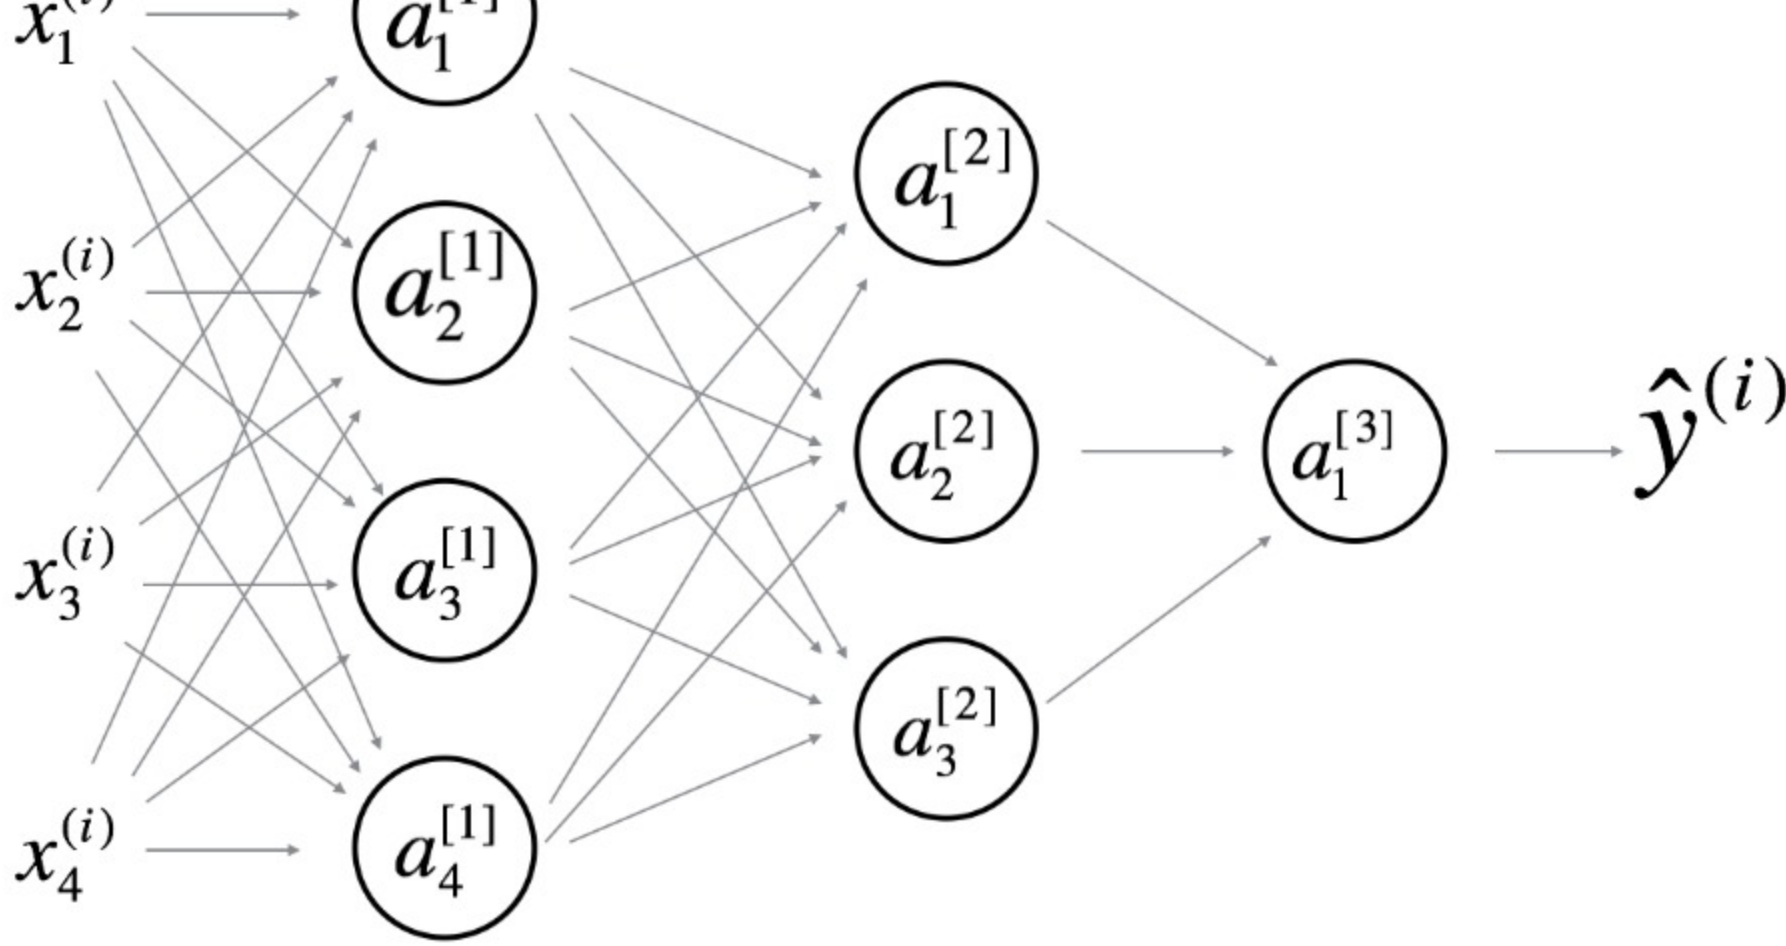 x_1^{(i)}
a_1^{[1]}
a_1^{[2]}
x_2^{(i)}
a_2^{[1]}
a_2^{[2]}
a_1^{[3]}
ŷ^{(i)}
x_3^{(i)}
a_3^{[1]}
a_3^{[2]}
x_4^{(i)}
a_4^{[1]}